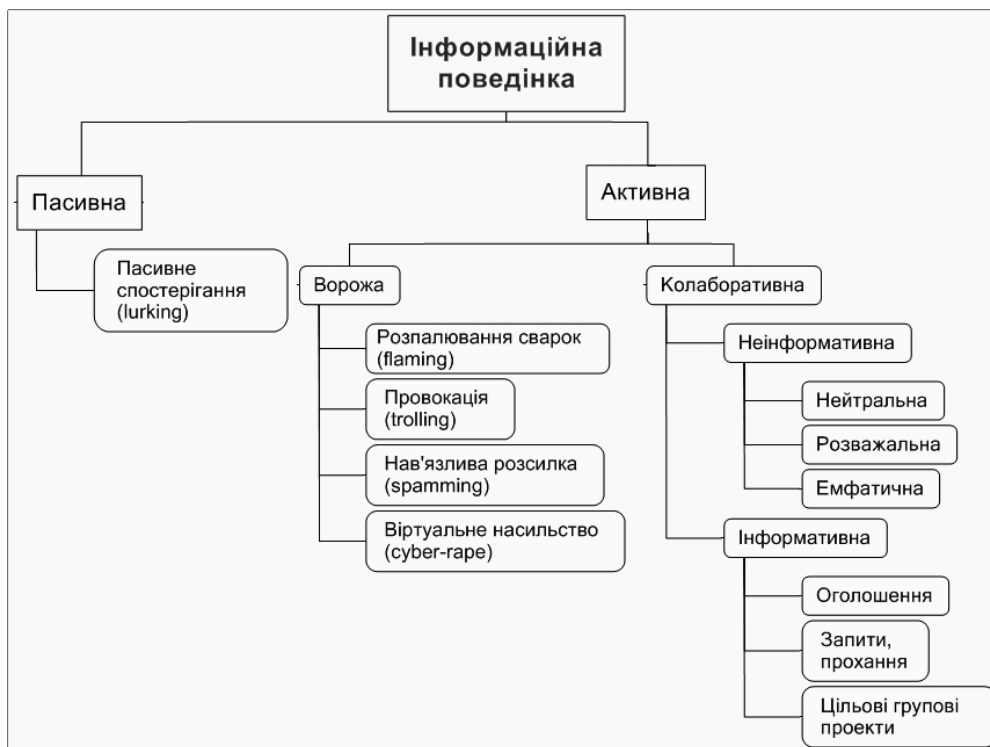 Інформаційна
поведінка
Пасивна
Активна
Пасивне
спостерігання
(lurking)
Ворожа
Розпалювання сварок
(flaming)
Провокація
(trolling)
Нав'язлива розсилка
(spamming)
Віртуальне насильство
(cyber-rape)
Колаборативна
Неінформативна
Нейтральна
Розважальна
Емфатична
Інформативна
Оголошення
Запити,
прохання
Цільові групові
проекти